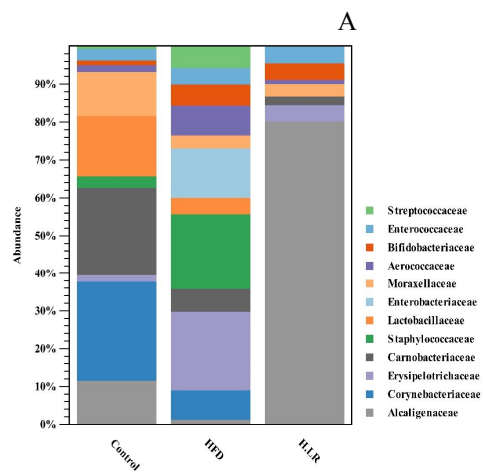 A
90%
80%
70%
60%
50%
40%
30%
20%
10%
0%
Abundance
Control
HFD
H.LR
Streptococcaceae
Enterococcaceae
Bifidobacteriaceae
Aerococcaceae
Moraxellaceae
Enterobacteriaceae
Lactobacillaceae
Staphylococcaceae
Carnobacteriaceae
Erysipelotrichaceae
Corynebacteriaceae
Alcaligenaceae